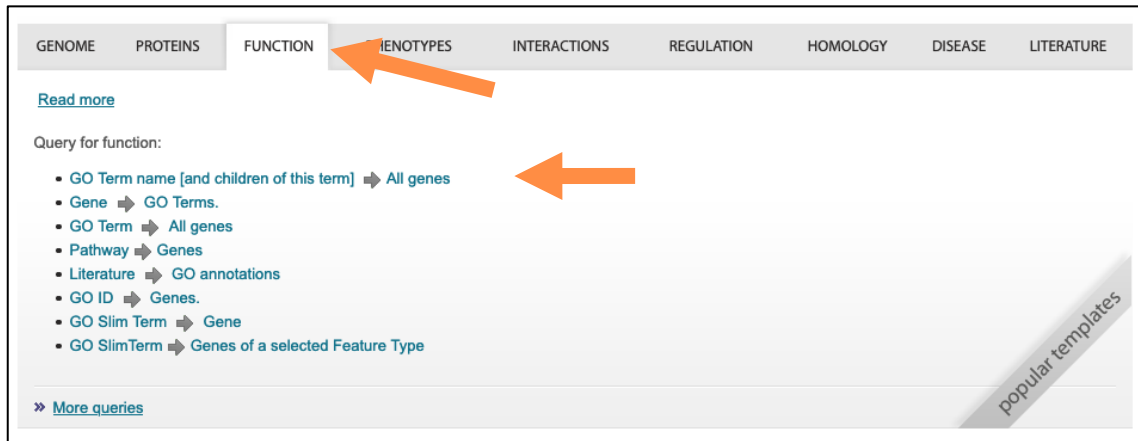 GENOME PROTEINS FUNCTION PHENOTYPES INTERACTIONS REGULATION HOMOLOGY DISEASE LITERATURE
Read more
Query for function:
GO Term name [and children of this term] All genes
Gene GO Terms.
GO Term All genes
Pathway Genes
Literature GO annotations
GO ID Genes.
GO Slim Term Gene
GO SlimTerm Genes of a selected Feature Type
popular templates
» More queries